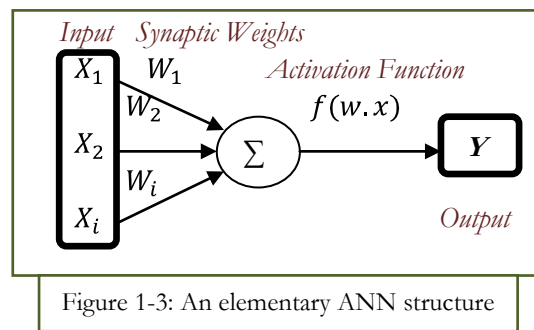 Input Synaptic Weights
X₁ W₁ Activation Function
W₂ f(w.x)
X₂ Σ Y
Wᵢ
Xᵢ Output
Figure 1-3: An elementary ANN structure